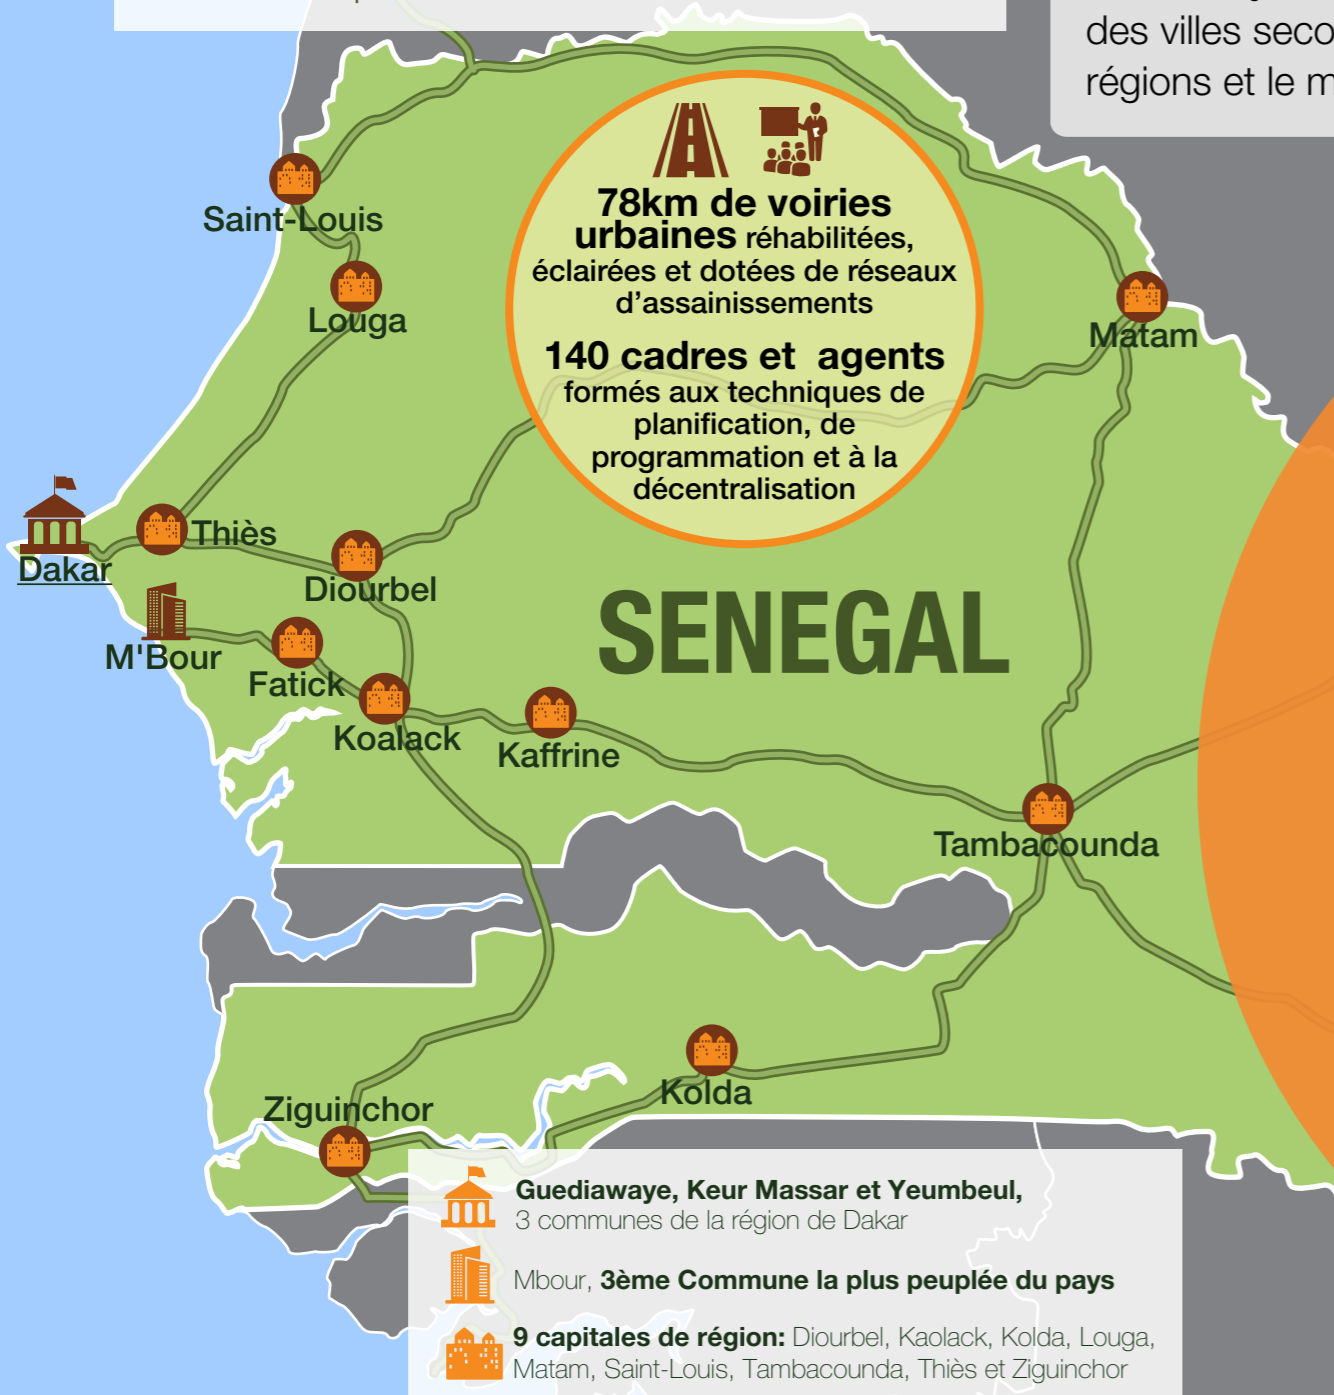 des villes seco
régions et le m
78km de voiries
urbaines réhabilitées,
éclairées et dotées de réseaux
d'assainissements
140 cadres et agents
formés aux techniques de
planification, de
programmation et à la
décentralisation
Saint-Louis
Louga
Matam
Dakar
Thiès
Diourbel
M'Bour
Fatick
SENEGAL
Koalack
Kaffrine
Tambacounda
Kolda
Ziguinchor
Guediawaye, Keur Massar et Yeumbeul,
3 communes de la région de Dakar
Mbour, 3ème Commune la plus peuplée du pays
9 capitales de région: Diourbel, Kaolack, Kolda, Louga,
Matam, Saint-Louis, Tambacounda, Thiès et Ziguinchor